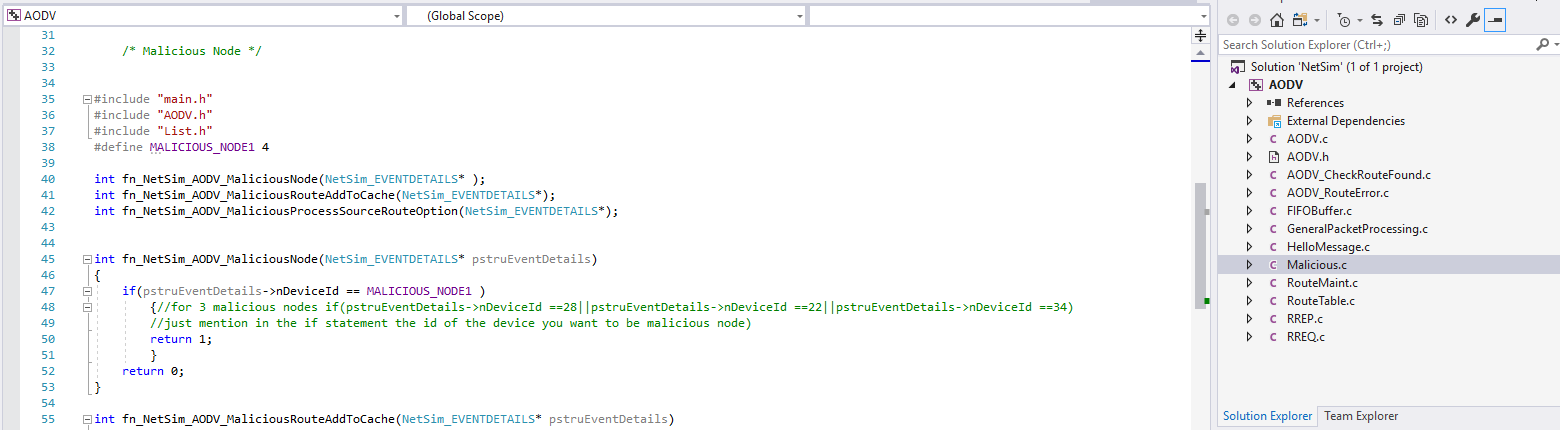 AODV
(Global Scope)
31
32 /* Malicious Node */
33
34
35 #include "main.h"
36 #include "AODV.h"
37 #include "List.h"
38 #define MALICIOUS_NODE1 4
39
40 int fn_NetSim_AODV_MaliciousNode(NetSim_EVENTDETAILS* );
41 int fn_NetSim_AODV_MaliciousRouteAddToCache(NetSim_EVENTDETAILS*);
42 int fn_NetSim_AODV_MaliciousProcessSourceRouteOption(NetSim_EVENTDETAILS*);
43
44
45 int fn_NetSim_AODV_MaliciousNode(NetSim_EVENTDETAILS* pstruEventDetails)
46 {
47 if(pstruEventDetails->nDeviceId == MALICIOUS_NODE1 )
48 {//for 3 malicious nodes if(pstruEventDetails->nDeviceId ==28||pstruEventDetails->nDeviceId ==22||pstruEventDetails->nDeviceId ==34)
49 //just mention in the if statement the id of the device you want to be malicious node)
50 return 1;
51 }
52 return 0;
53 }
54
55 int fn_NetSim_AODV_MaliciousRouteAddToCache(NetSim_EVENTDETAILS* pstruEventDetails)
Search Solution Explorer (Ctrl+;)
Solution 'NetSim' (1 of 1 project)
AODV
References
External Dependencies
AODV.c
AODV.h
AODV_CheckRouteFound.c
AODV_RouteError.c
FIFOBuffer.c
GeneralPacketProcessing.c
HelloMessage.c
Malicious.c
RouteMaint.c
RouteTable.c
RREP.c
RREQ.c
Solution Explorer Team Explorer